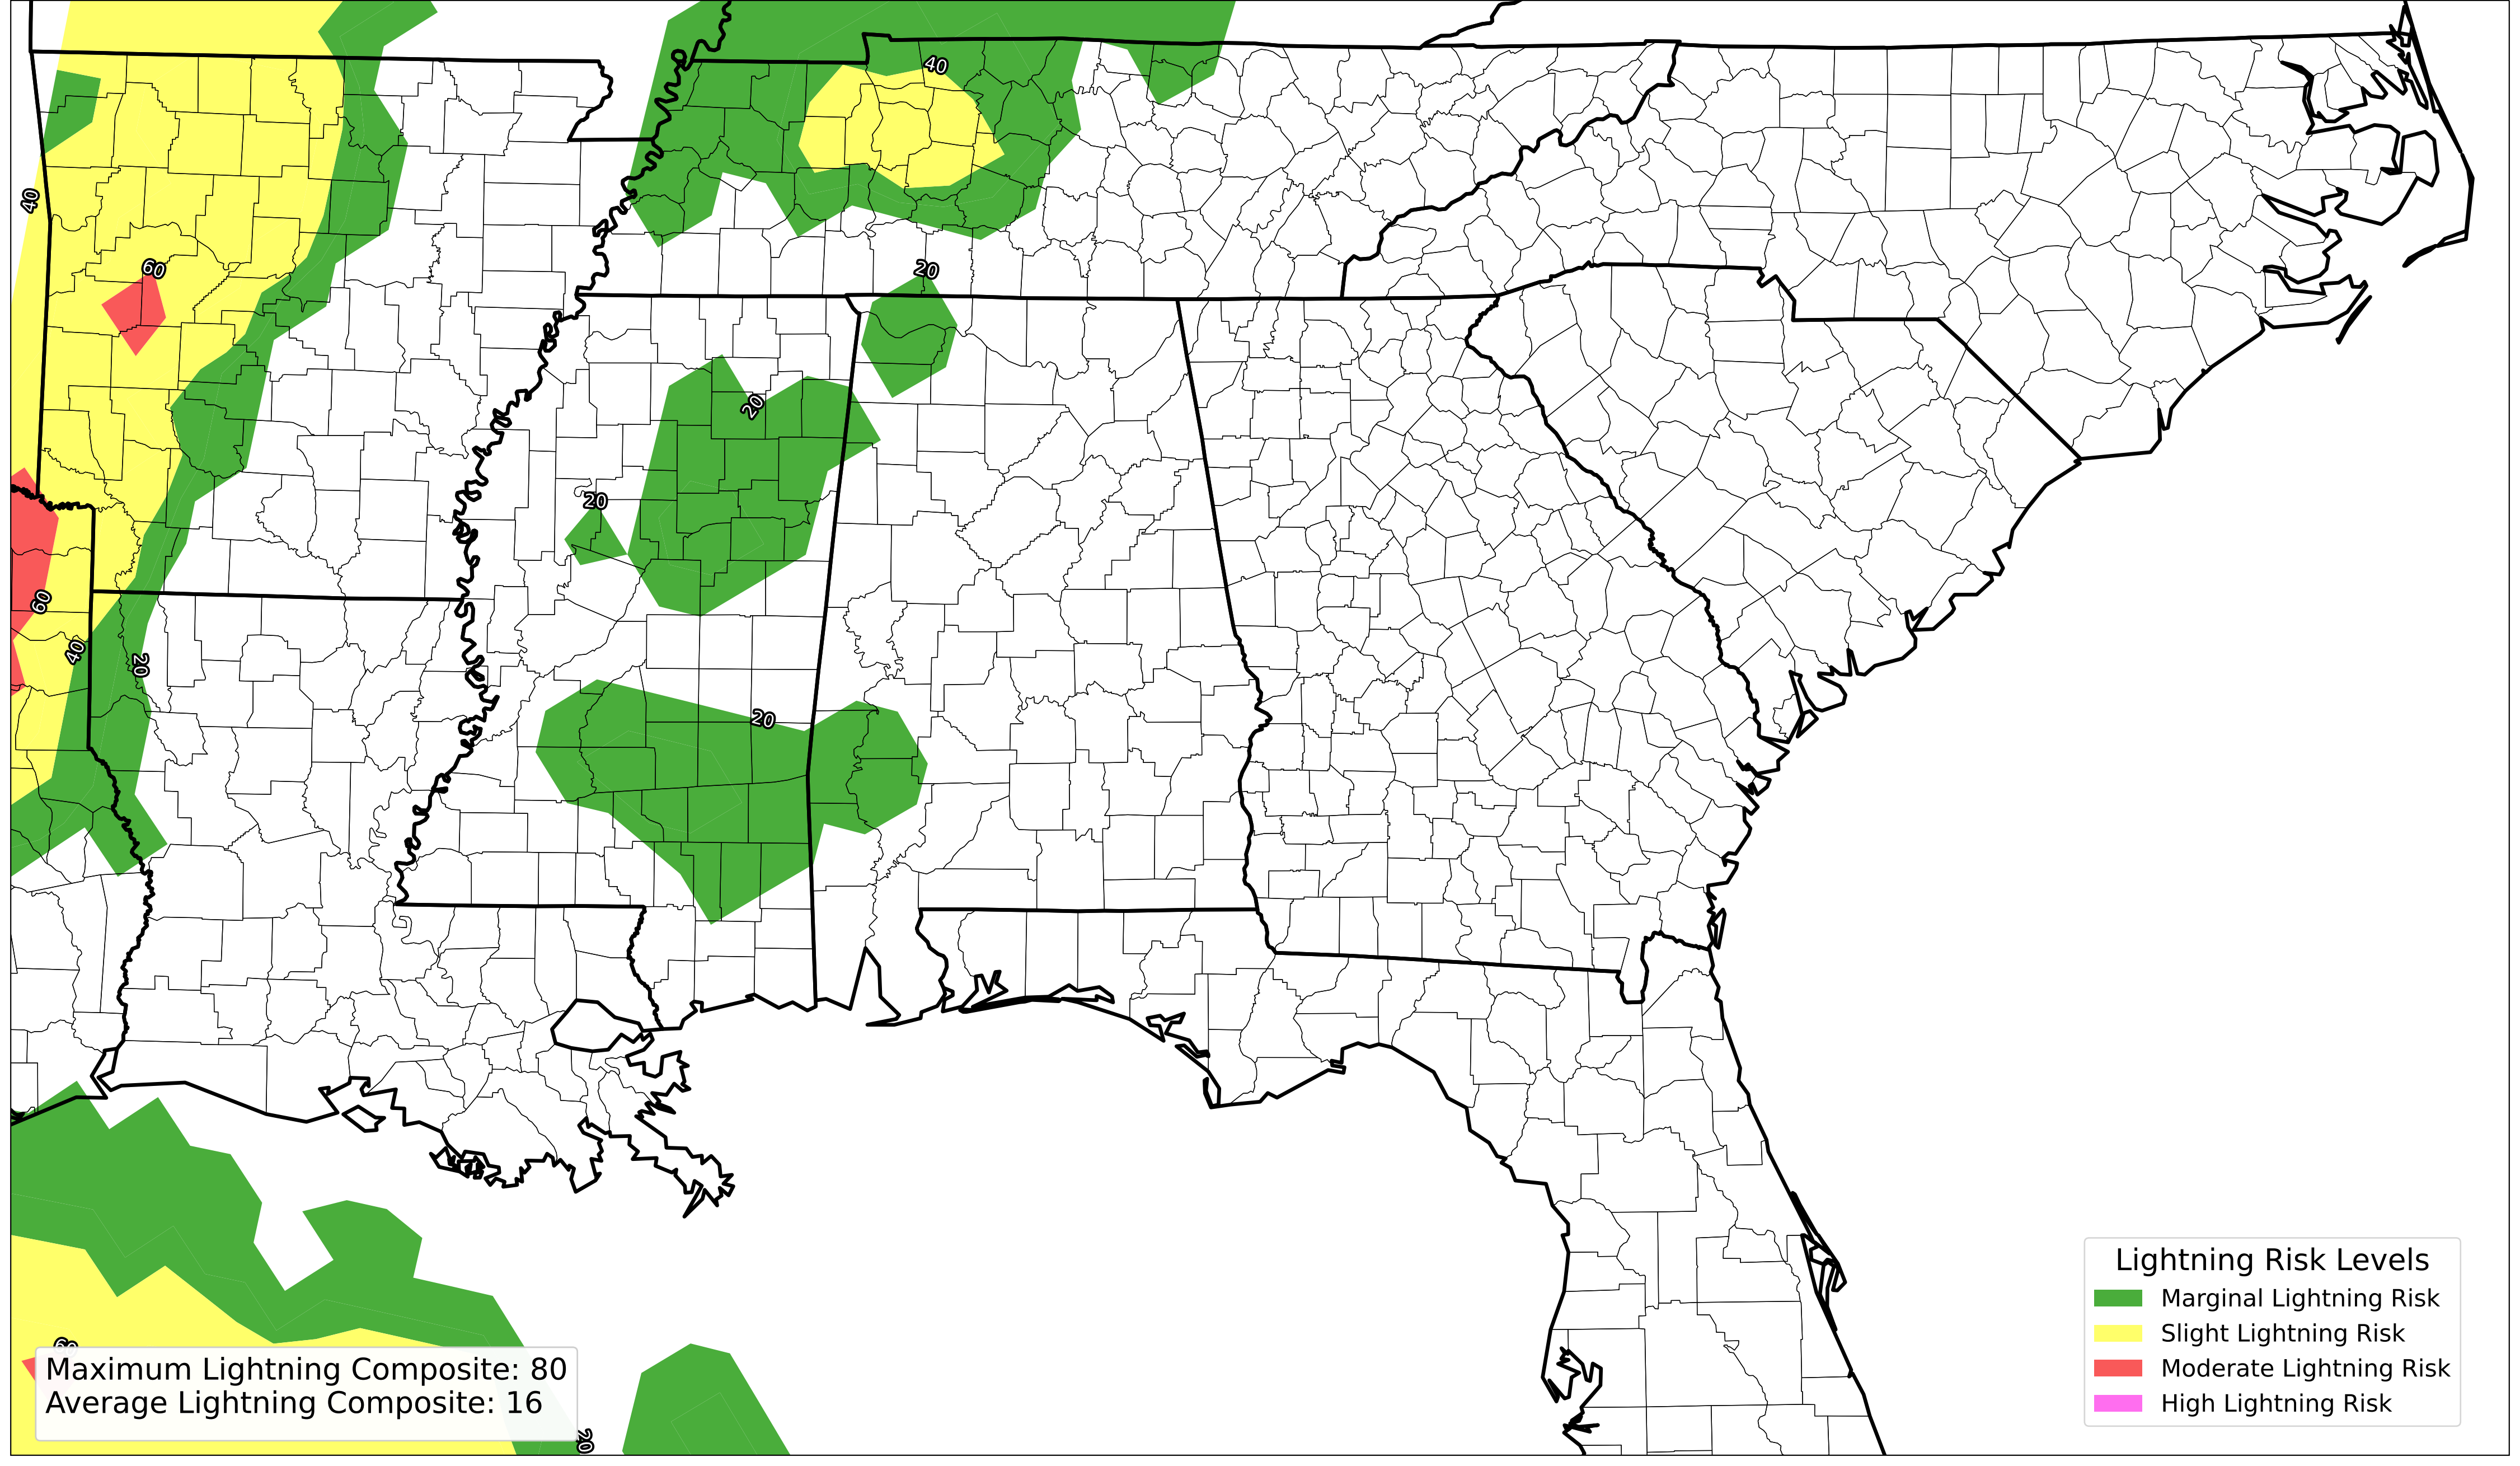 40
40
60
20
20
20
60
40
20
20
Lightning Risk Levels
Marginal Lightning Risk
Slight Lightning Risk
Moderate Lightning Risk
High Lightning Risk
60
Maximum Lightning Composite: 80
Average Lightning Composite: 16
20